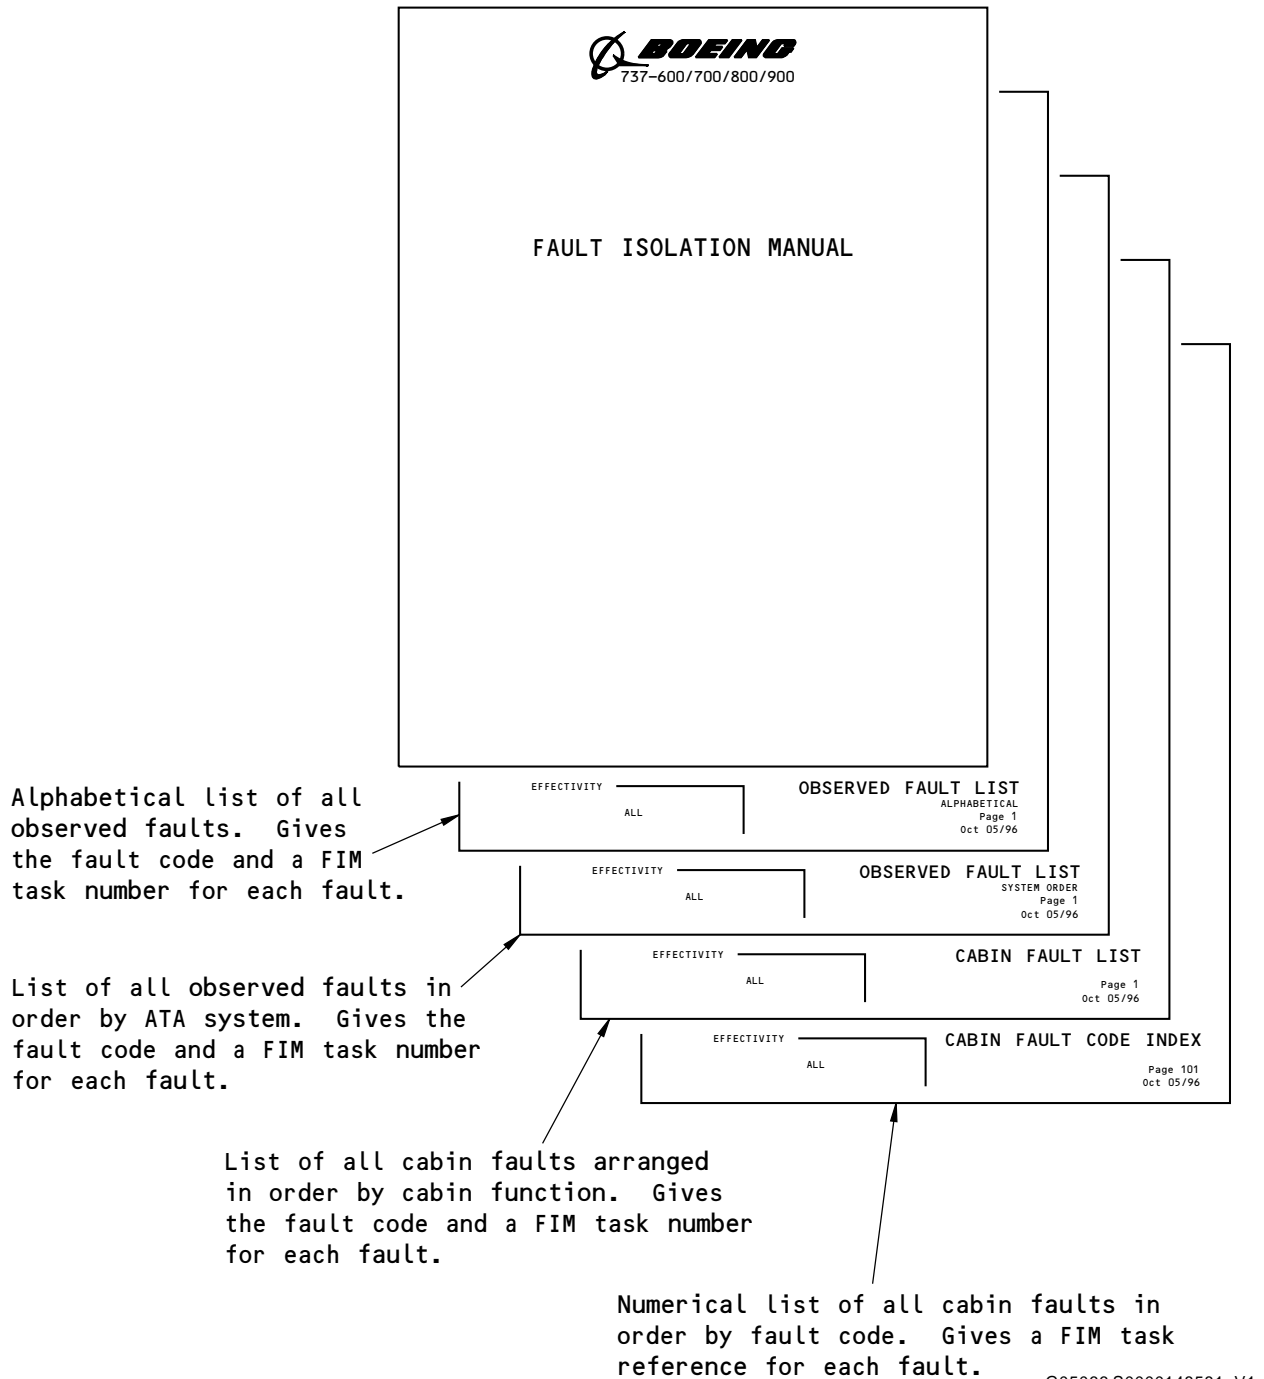 BOEING
737-600/700/800/900
FAULT ISOLATION MANUAL
EFFECTIVITY
ALL
OBSERVED FAULT LIST
ALPHABETICAL
Page 1
Oct 05/96
Alphabetical list of all
observed faults. Gives
the fault code and a FIM
task number for each fault.
EFFECTIVITY
ALL
OBSERVED FAULT LIST
SYSTEM ORDER
Page 1
Oct 05/96
List of all observed faults in
order by ATA system. Gives the
fault code and a FIM task number
for each fault.
EFFECTIVITY
ALL
CABIN FAULT LIST
Page 1
Oct 05/96
EFFECTIVITY
ALL
CABIN FAULT CODE INDEX
Page 101
Oct 05/96
List of all cabin faults arranged
in order by cabin function. Gives
the fault code and a FIM task number
for each fault.
Numerical list of all cabin faults in
order by fault code. Gives a FIM task
reference for each fault.